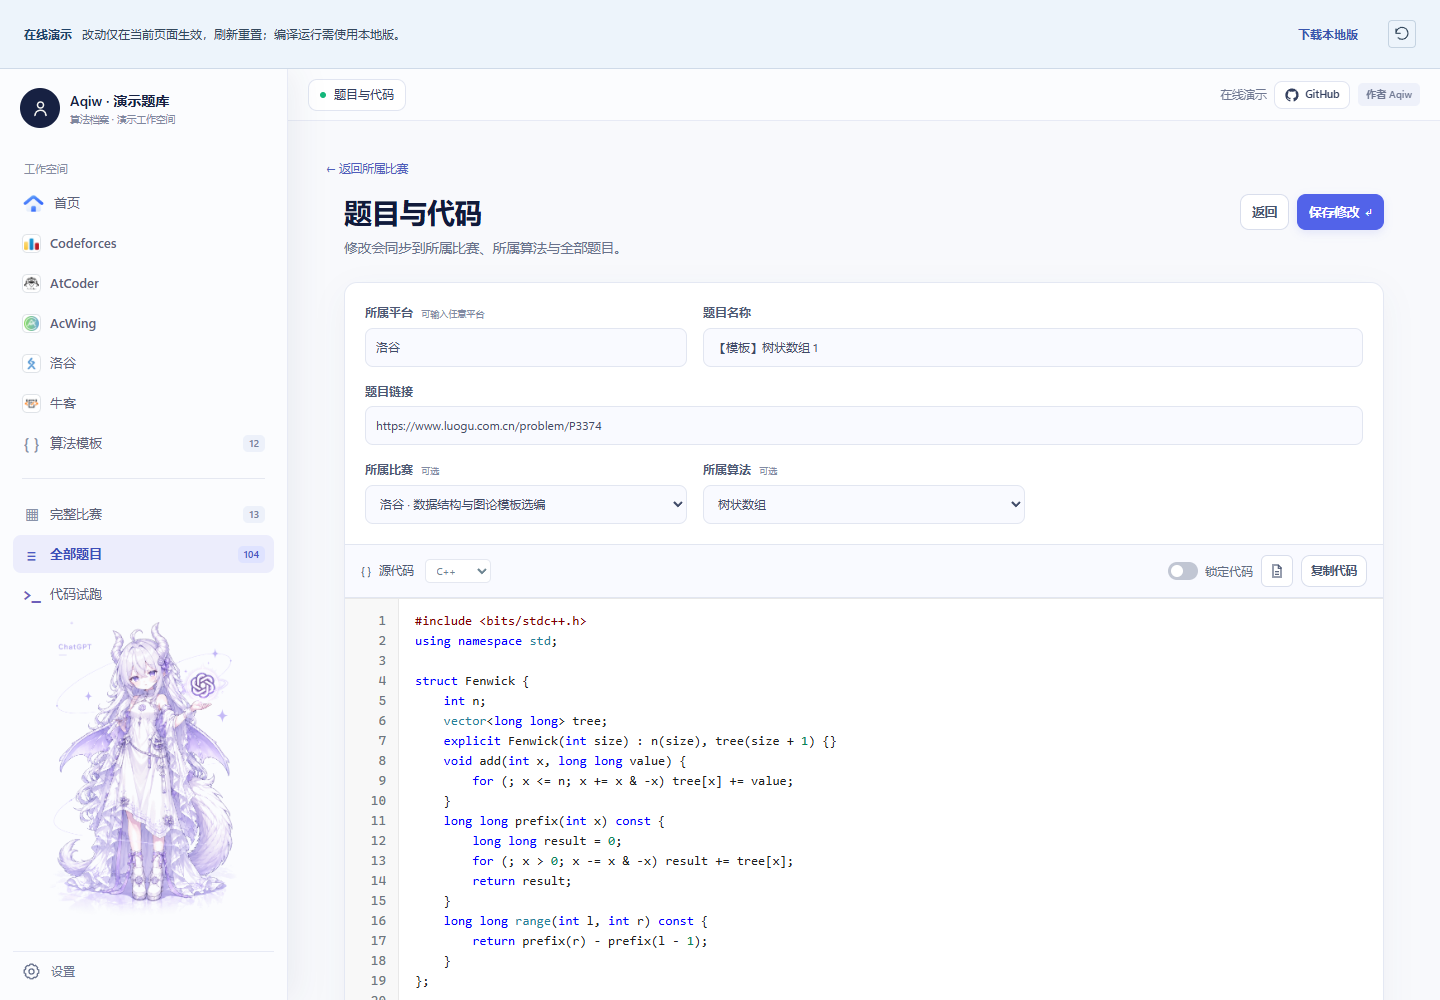 在线演示 改动仅在当前页面生效，刷新重置；编译运行需使用本地版。
下载本地版
Aqiw · 演示题库
算法档案 · 演示工作空间
工作空间
首页
Codeforces
AtCoder
AcWing
洛谷
牛客
{ } 算法模板 12
完整比赛 13
全部题目 104
>_ 代码试跑
ChatGPT
设置
题目与代码
在线演示
GitHub
作者 Aqiw
← 返回所属比赛
题目与代码
修改会同步到所属比赛、所属算法与全部题目。
返回
保存修改 ↲
所属平台 可输入任意平台
题目名称
洛谷
【模板】树状数组 1
题目链接
https://www.luogu.com.cn/problem/P3374
所属比赛 可选
所属算法 可选
洛谷 · 数据结构与图论模板选编
树状数组
{ } 源代码
C++
锁定代码
复制代码
1 #include <bits/stdc++.h>
2 using namespace std;
3
4 struct Fenwick {
5     int n;
6     vector<long long> tree;
7     explicit Fenwick(int size) : n(size), tree(size + 1) {}
8     void add(int x, long long value) {
9         for (; x <= n; x += x & -x) tree[x] += value;
10     }
11     long long prefix(int x) const {
12         long long result = 0;
13         for (; x > 0; x -= x & -x) result += tree[x];
14         return result;
15     }
16     long long range(int l, int r) const {
17         return prefix(r) - prefix(l - 1);
18     }
19 };
20